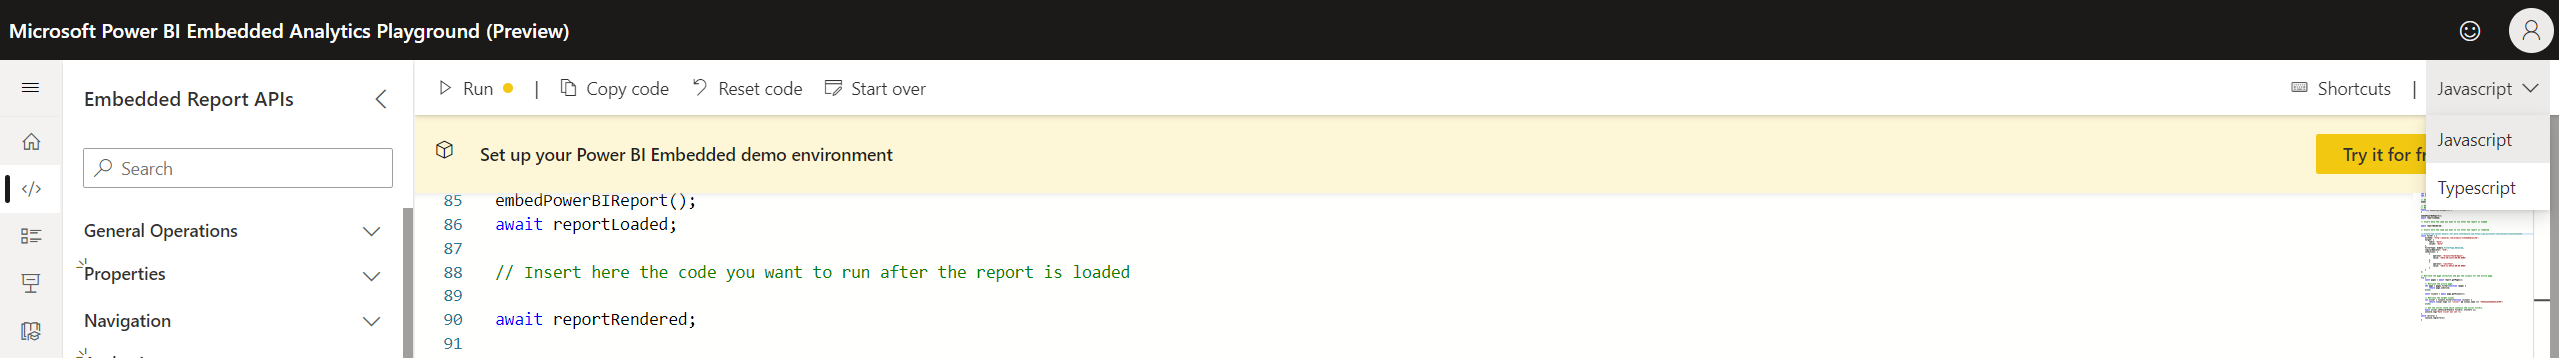 Microsoft Power BI Embedded Analytics Playground (Preview)
Embedded Report APIs
Search
General Operations
Properties
Navigation
Run | Copy code Reset code Start over
Shortcuts | Javascript
Javascript
Typescript
Set up your Power BI Embedded demo environment
Try it for fr
85 embedPowerBIReport();
86 await reportLoaded;
87
88 // Insert here the code you want to run after the report is loaded
89
90 await reportRendered;
91